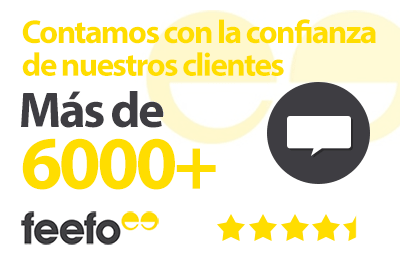 Contamos con la confianza
de nuestros clientes
Más de
6000+
feefo